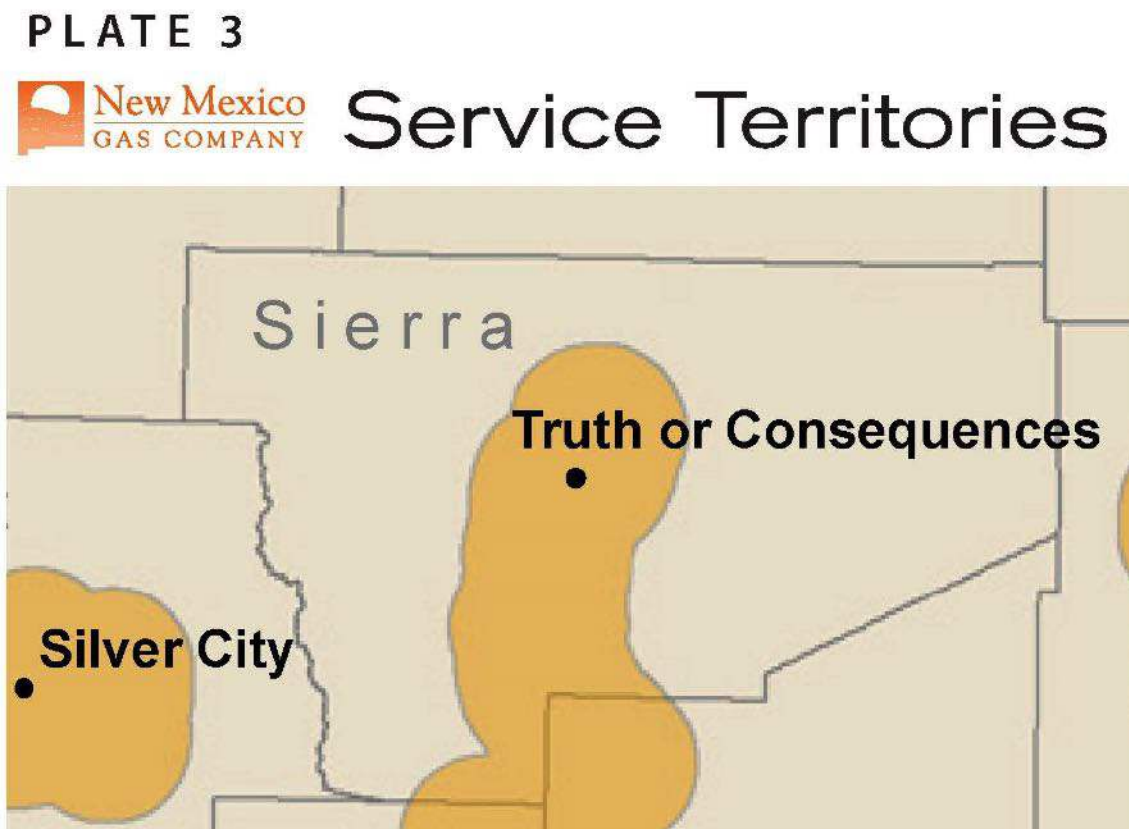 PLATE 3
New Mexico
GAS COMPANY
Service Territories
Sierra
Truth or Consequences
Silver City